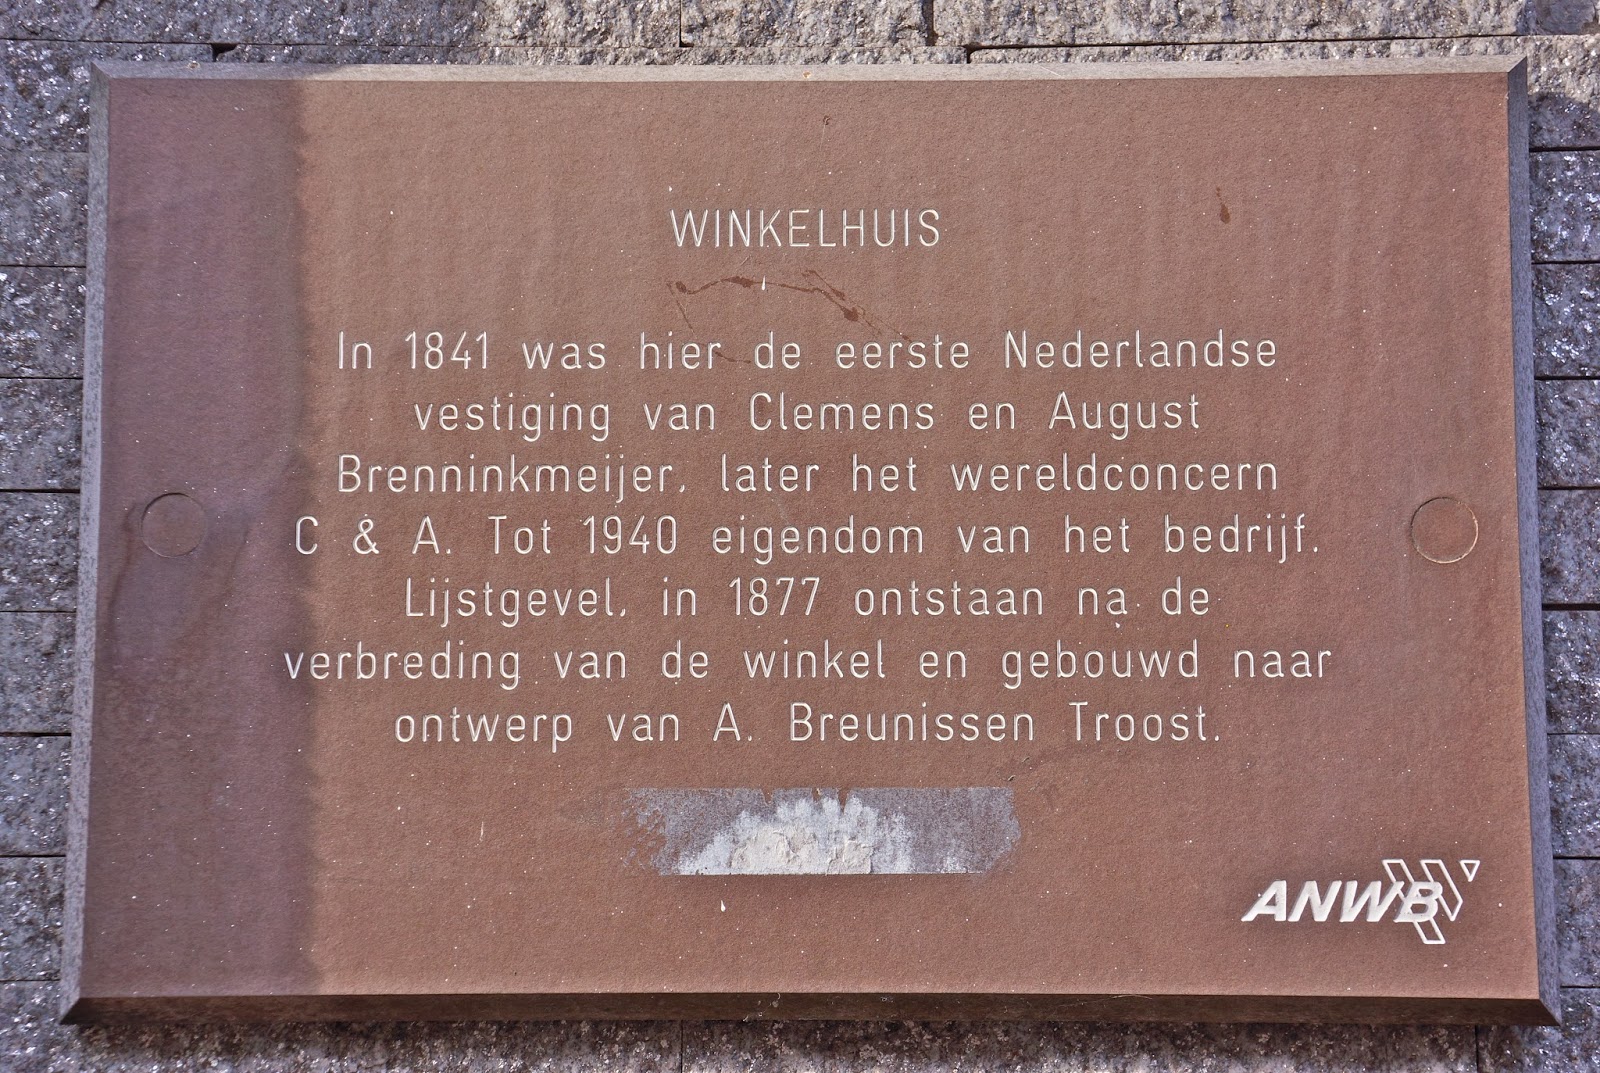 WINKELHUIS
In 1841 was hier de eerste Nederlandse
vestiging van Clemens en August
Brenninkmeijer, later het wereldconcern
C & A. Tot 1940 eigendom van het bedrijf.
Lijstgevel, in 1877 ontstaan na de
verbreding van de winkel en gebouwd naar
ontwerp van A. Breunissen Troost.
ANWB